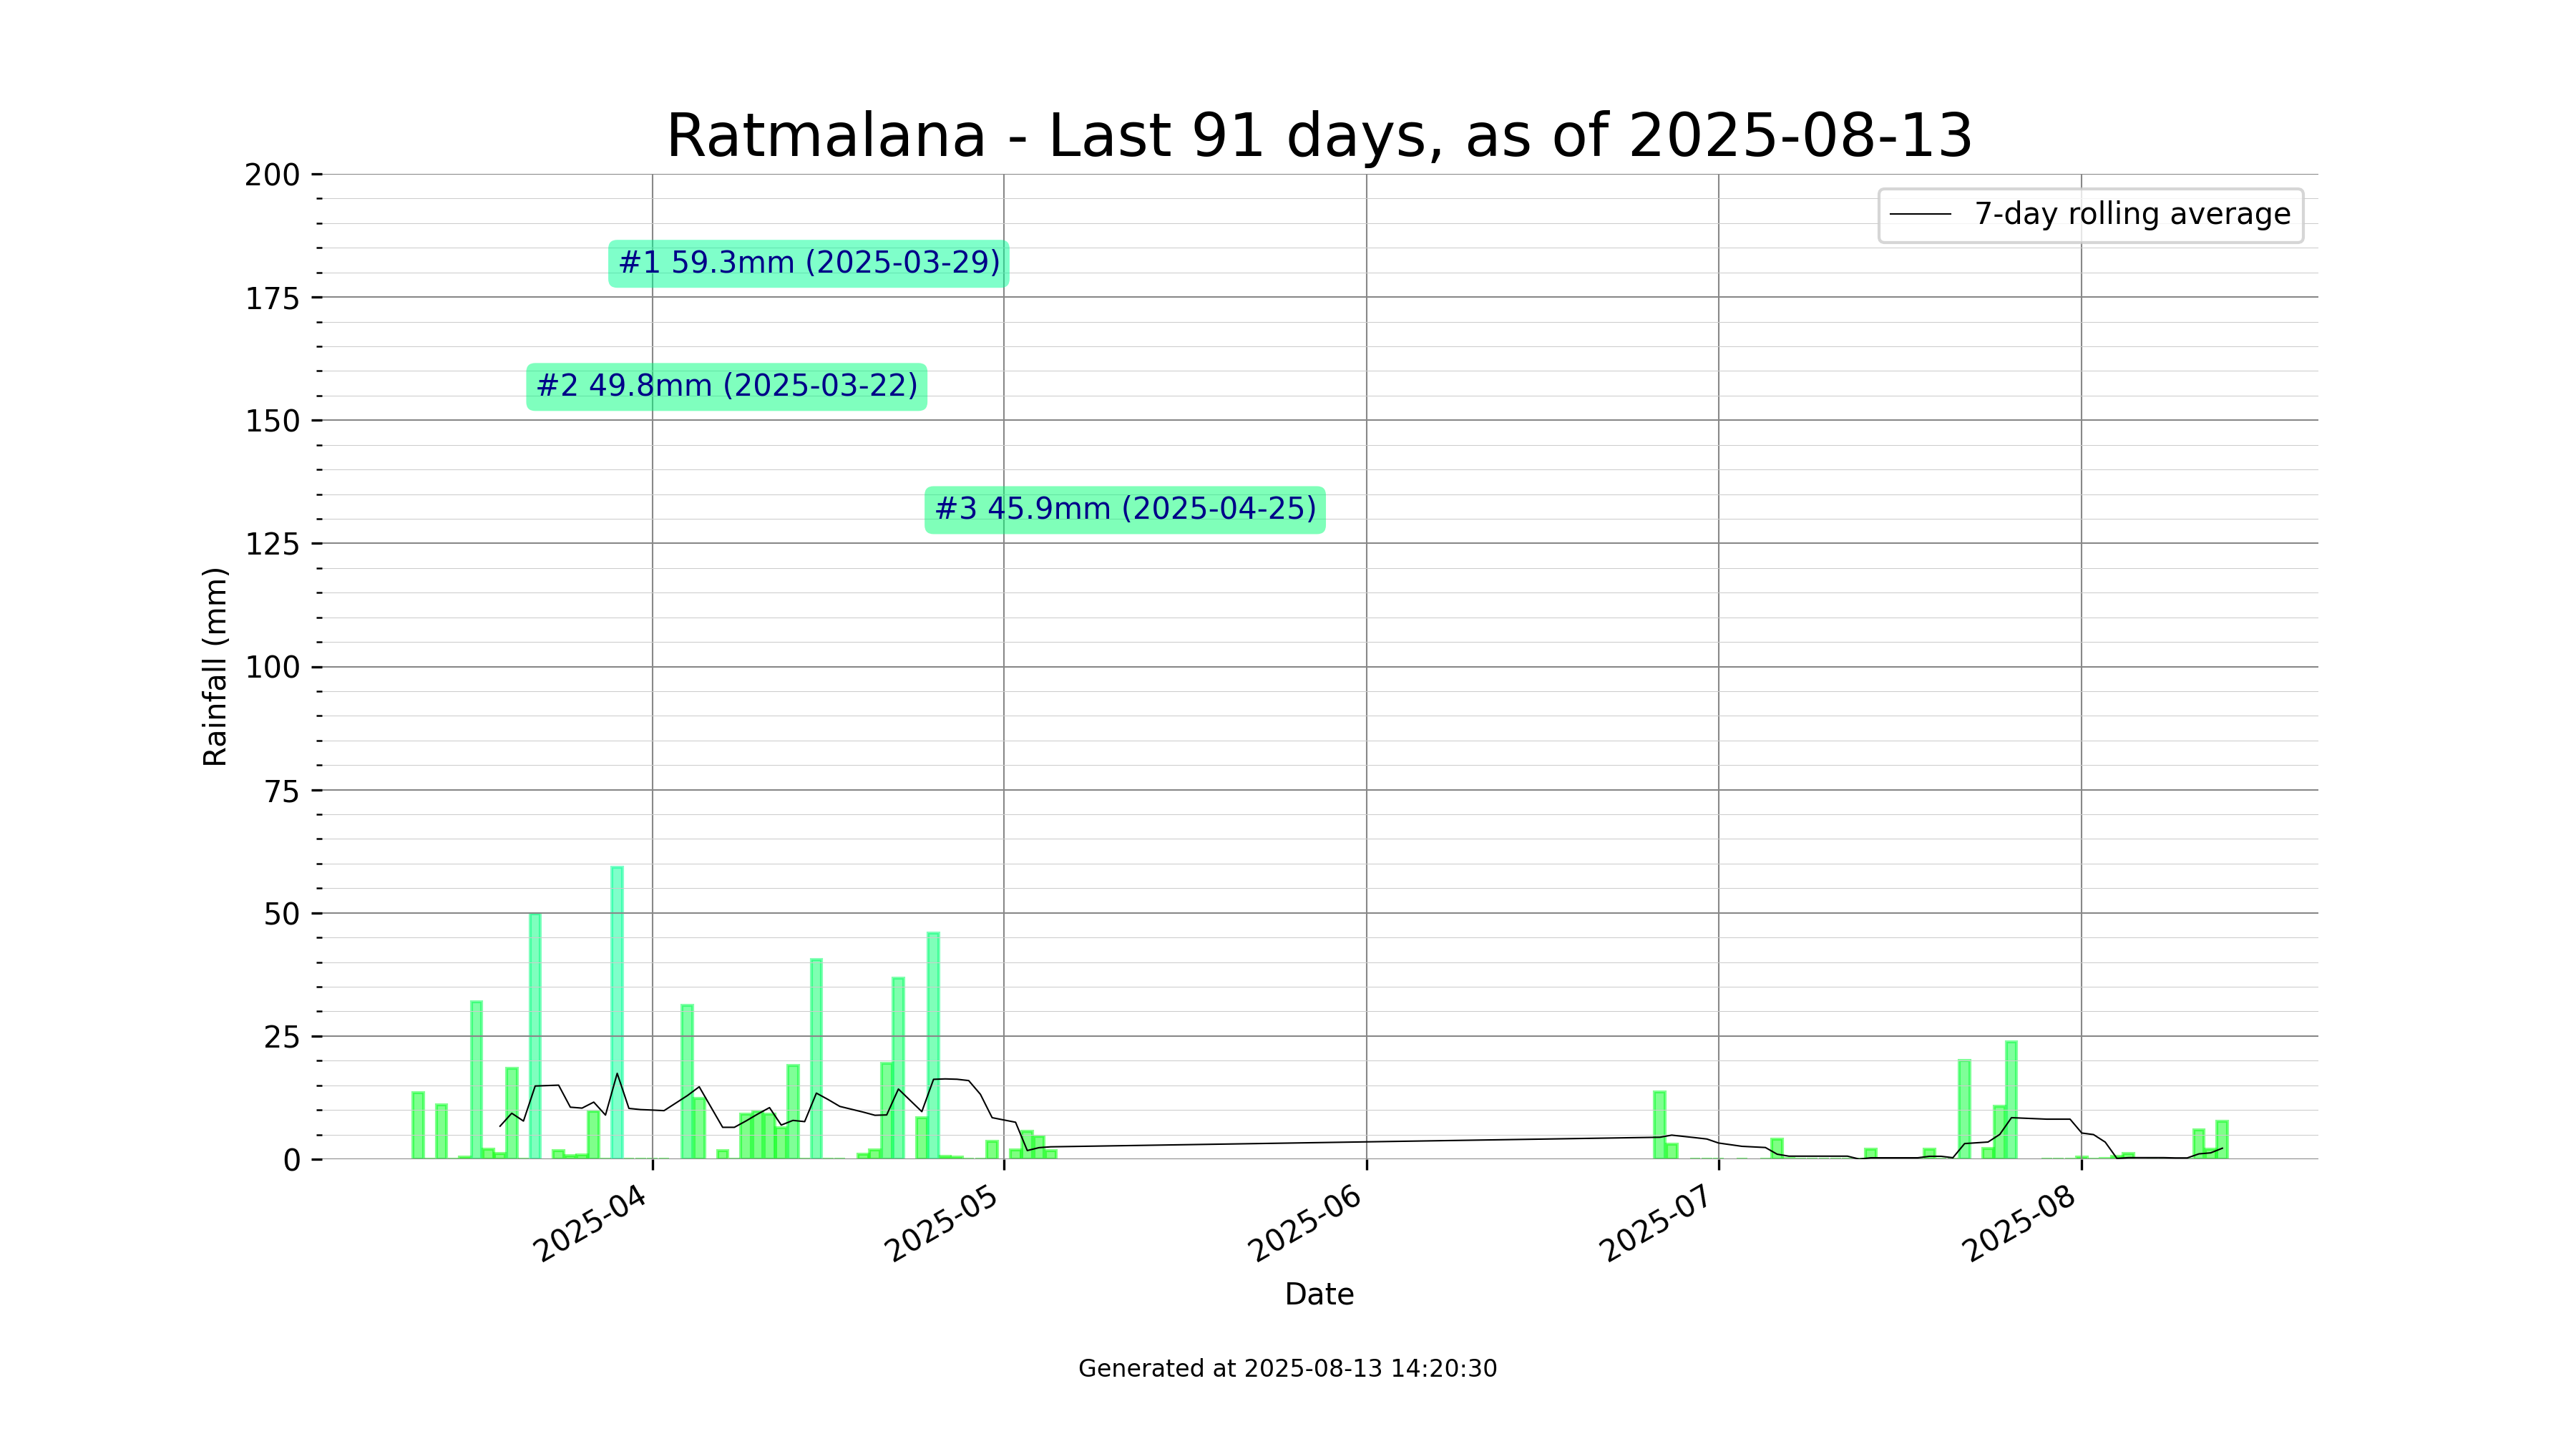 Ratmalana - Last 91 days, as of 2025-08-13
200
175
150
125
100
75
50
25
0
Rainfall (mm)
7-day rolling average
#1 59.3mm (2025-03-29)
#2 49.8mm (2025-03-22)
#3 45.9mm (2025-04-25)
2025-04
2025-05
2025-06
2025-07
2025-08
Date
Generated at 2025-08-13 14:20:30